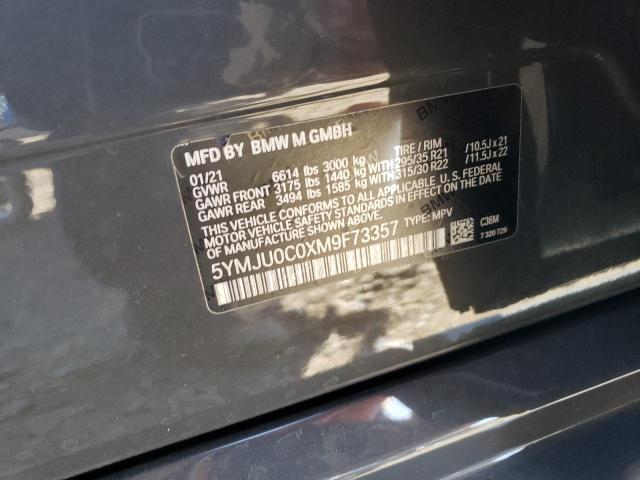 MFD BY BMW M GMBH
01/21 TIRE / RIM
GVWR 6614 lbs 3000 kg
GAWR FRONT 3175 lbs 1440 kg WITH 295/35 R21 /10.5J x 21
GAWR REAR 3494 lbs 1585 kg WITH 315/30 R22 /11.5J x 22
THIS VEHICLE CONFORMS TO ALL APPLICABLE U. S. FEDERAL
MOTOR VEHICLE SAFETY STANDARDS IN EFFECT ON THE DATE
OF MANUFACTURE SHOWN ABOVE.
5YMJU0C0XM9F73357 TYPE: MPV
C36M
7 320 729